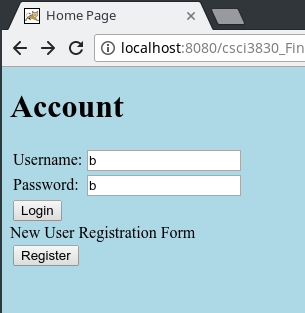 Home Page
localhost:8080/csci3830_Fin
Account
Username: b
Password: b
Login
New User Registration Form
Register